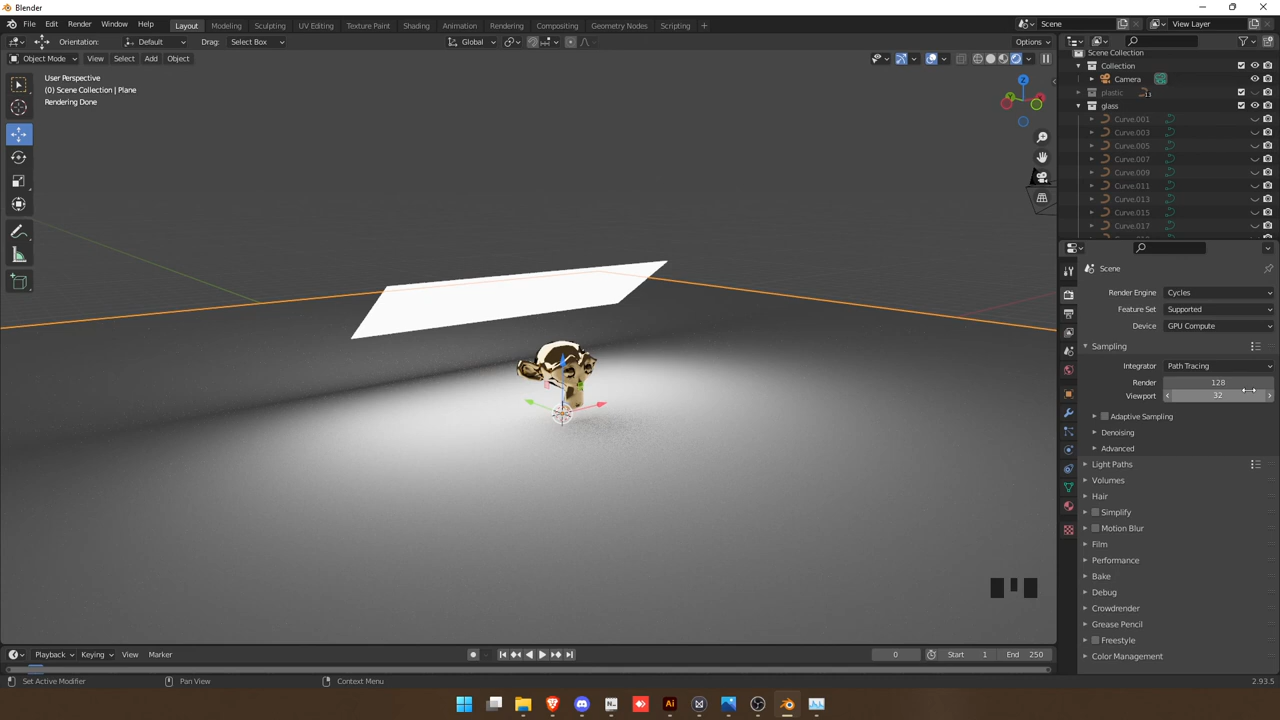 Blender
File Edit Render Window Help Layout Modeling Sculpting UV Editing Texture Paint Shading Animation Rendering Compositing Geometry Nodes Scripting + Scene View Layer
Orientation: Default Drag: Select Box Global Options
Object Mode View Select Add Object
User Perspective
(0) Scene Collection | Plane
Rendering Done
Z
Y
Scene Collection
Collection
Camera
plastic 13
glass
Curve.001
Curve.003
Curve.005
Curve.007
Curve.009
Curve.011
Curve.013
Curve.015
Curve.017
Scene
Render Engine Cycles
Feature Set Supported
Device GPU Compute
Sampling
Integrator Path Tracing
Render 128
Viewport 32
Adaptive Sampling
Denoising
Advanced
Light Paths
Volumes
Hair
Simplify
Motion Blur
Film
Performance
Bake
Debug
Crowdrender
Grease Pencil
Freestyle
Color Management
Playback Keying View Marker 0 Start 1 End 250
Set Active Modifier Pan View Context Menu 2.93.5
N Ai